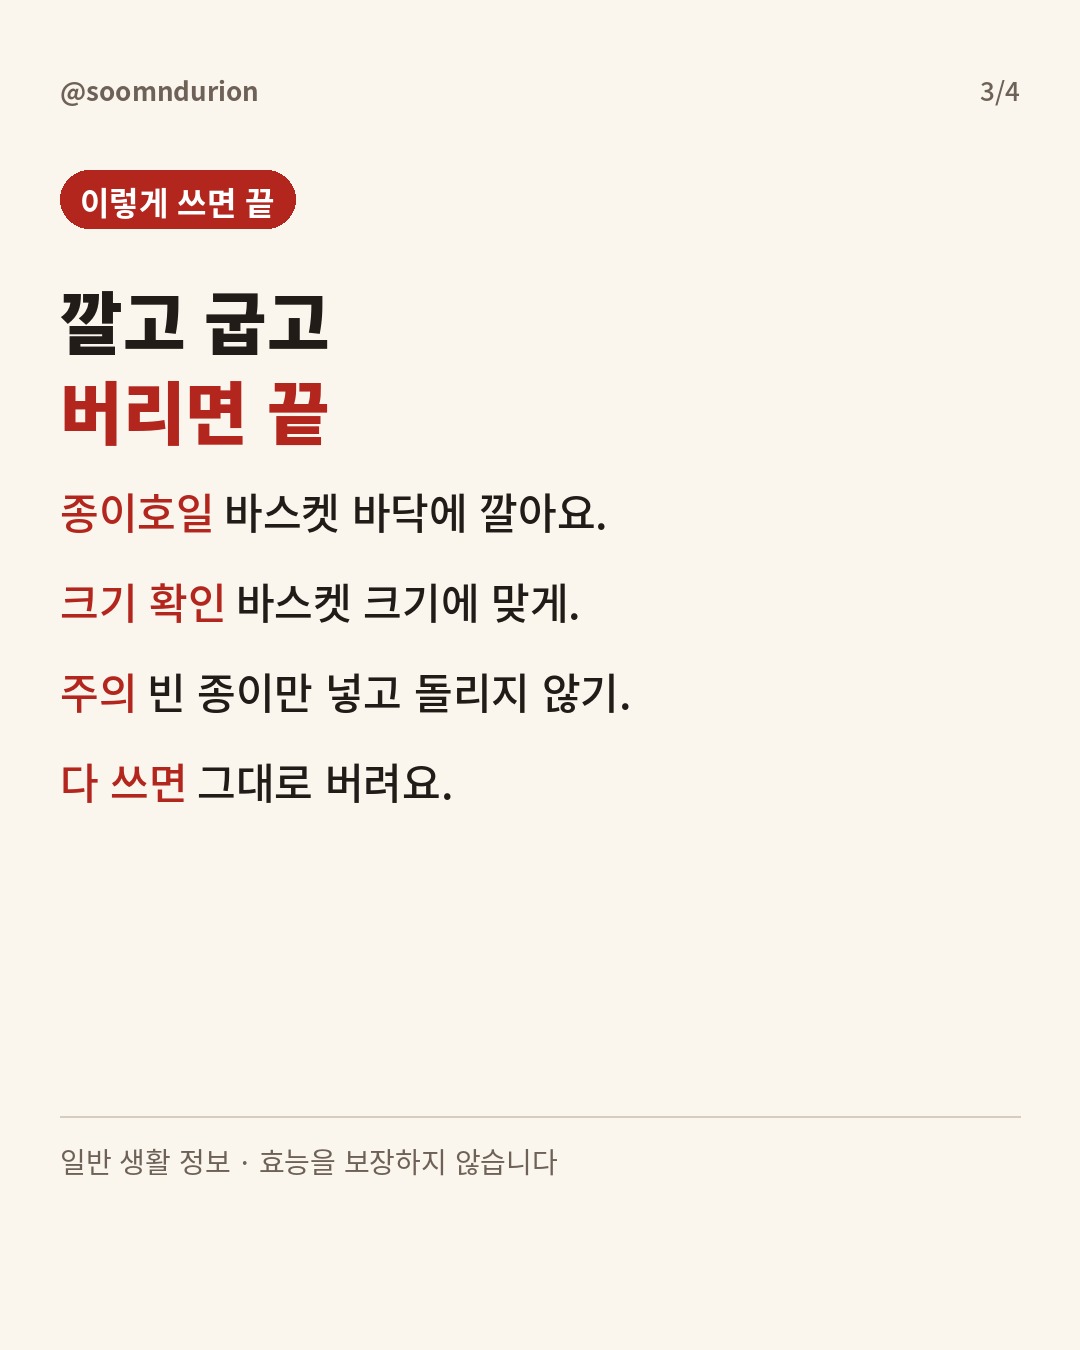 @soomndurion
3/4
이렇게 쓰면 끝
깔고 굽고
버리면 끝
종이호일 바스켓 바닥에 깔아요.
크기 확인 바스켓 크기에 맞게.
주의 빈 종이만 넣고 돌리지 않기.
다 쓰면 그대로 버려요.
일반 생활 정보 · 효능을 보장하지 않습니다